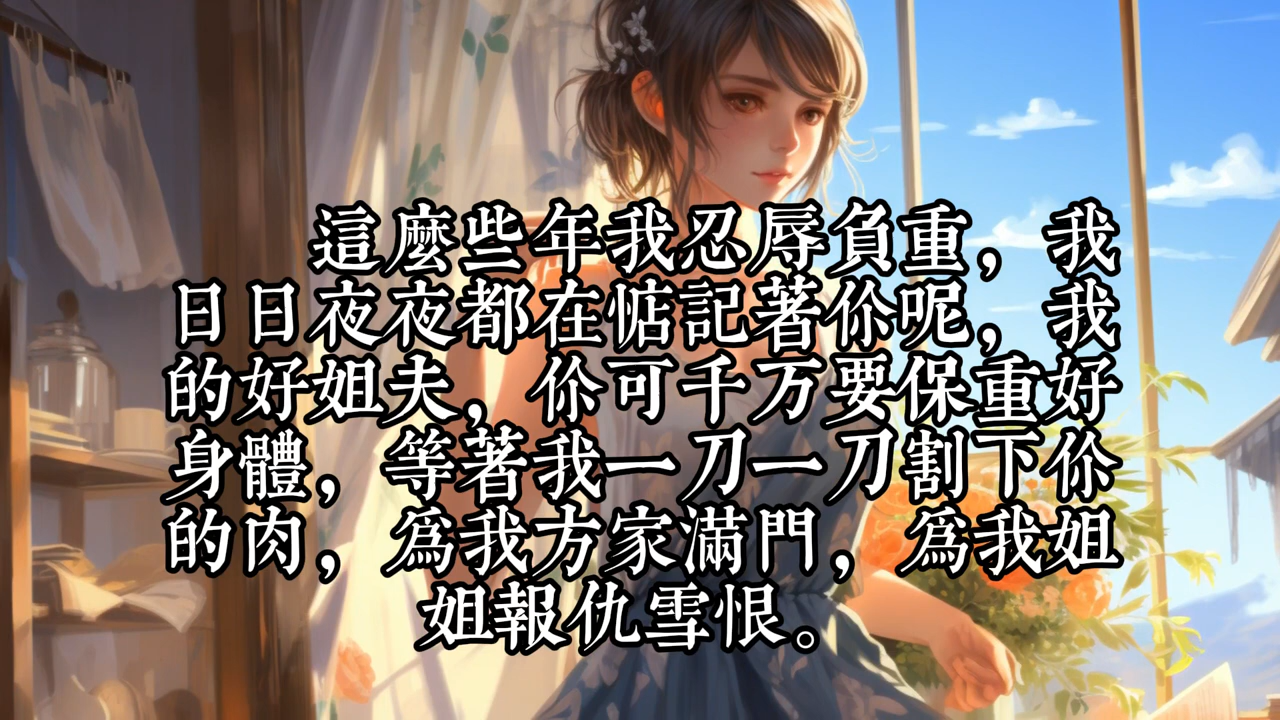 這麼些年我忍辱負重，我
日日夜夜都在惦記著你呢，我
的好姐夫，你可千万要保重好
身體，等著我一刀一刀割下你
的肉，爲我方家滿門，爲我姐
姐報仇雪恨。